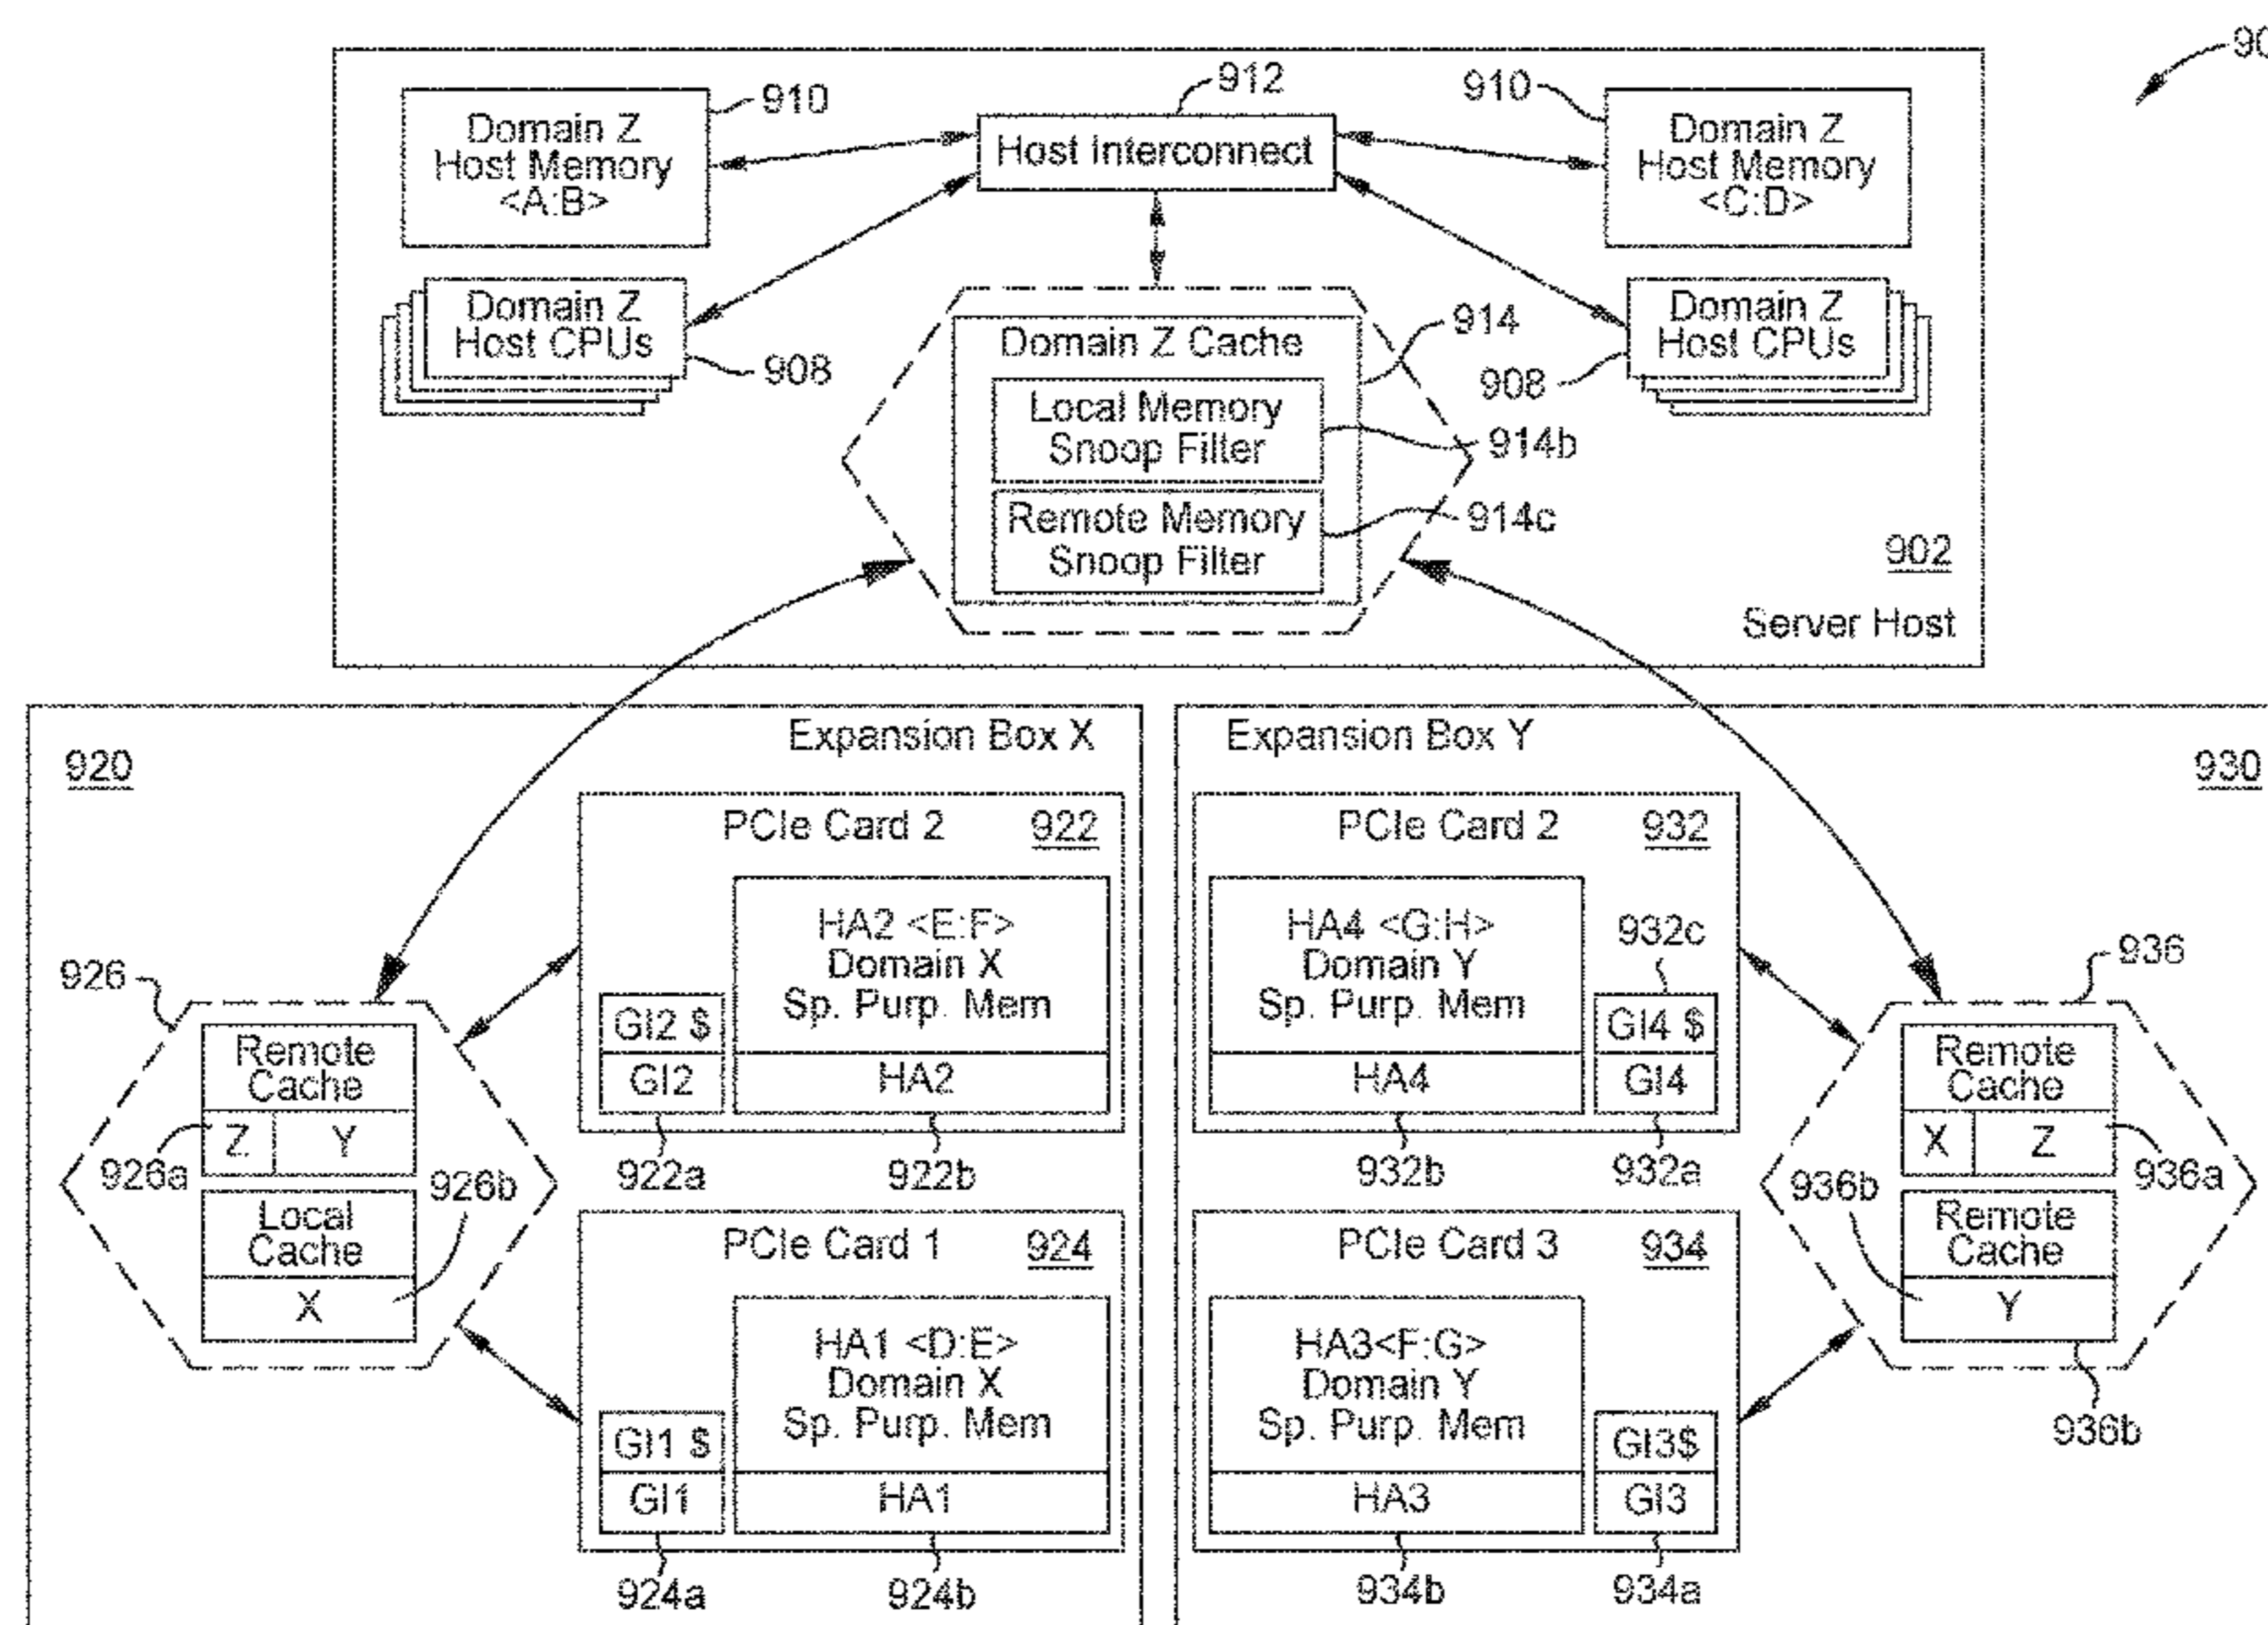 90
910
Domain Z
Host Memory
<A:B>
912
Host Interconnect
910
Domain Z
Host Memory
<C:D>
Domain Z
Host CPUs
908
Domain Z Cache
914
Local Memory
Snoop Filter
914b
Remote Memory
Snoop Filter
914c
Domain Z
Host CPUs
908
902
Server Host
920
Expansion Box X
926
Remote
Cache
Z
Y
926a
Local
Cache
926b
X
PCIe Card 2
922
HA2 <E:F>
Domain X
Sp. Purp. Mem
GI2 $
GI2
HA2
922a
922b
PCIe Card 1
924
HA1 <D:E>
Domain X
Sp. Purp. Mem
GI1 $
GI1
HA1
924a
924b
Expansion Box Y
930
PCIe Card 2
932
HA4 <G:H>
Domain Y
Sp. Purp. Mem
932c
GI4 $
HA4
GI4
932b
932a
PCIe Card 3
934
HA3<F:G>
Domain Y
Sp. Purp. Mem
GI3$
HA3
GI3
934b
934a
936
Remote
Cache
X
Z
936a
936b
Remote
Cache
Y
936b